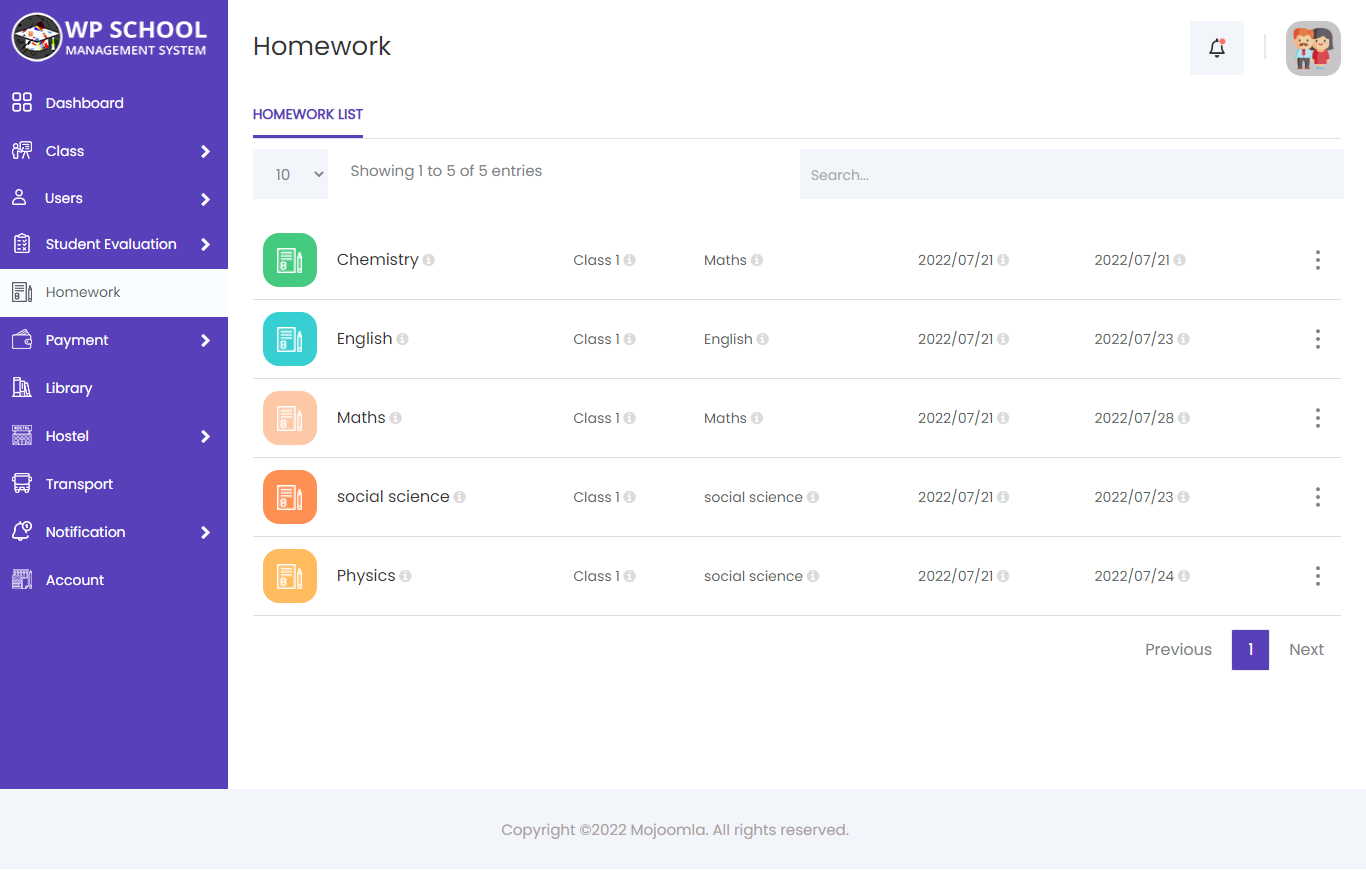 WP SCHOOL
MANAGEMENT SYSTEM
Dashboard
Class
Users
Student Evaluation
Homework
Payment
Library
Hostel
Transport
Notification
Account
Homework
HOMEWORK LIST
10 Showing 1 to 5 of 5 entries Search...
Chemistry Class 1 Maths 2022/07/21 2022/07/21
English Class 1 English 2022/07/21 2022/07/23
Maths Class 1 Maths 2022/07/21 2022/07/28
social science Class 1 social science 2022/07/21 2022/07/23
Physics Class 1 social science 2022/07/21 2022/07/24
Previous 1 Next
Copyright ©2022 Mojoomla. All rights reserved.